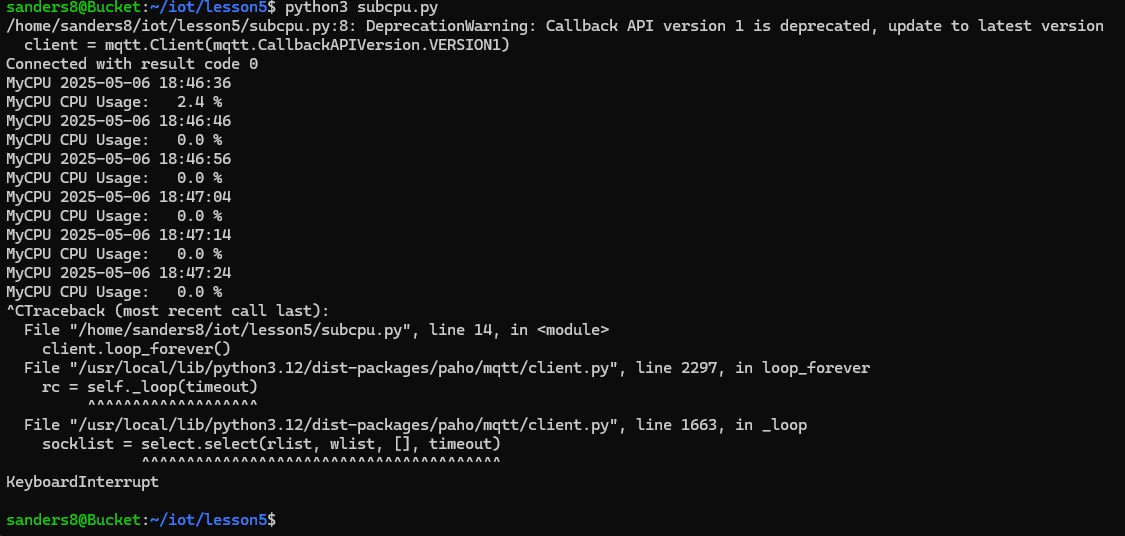 sanders8@Bucket:~/iot/lesson5$ python3 subcpu.py
/home/sanders8/iot/lesson5/subcpu.py:8: DeprecationWarning: Callback API version 1 is deprecated, update to latest version
  client = mqtt.Client(mqtt.CallbackAPIVersion.VERSION1)
Connected with result code 0
MyCPU 2025-05-06 18:46:36
MyCPU CPU Usage:   2.4 %
MyCPU 2025-05-06 18:46:46
MyCPU CPU Usage:   0.0 %
MyCPU 2025-05-06 18:46:56
MyCPU CPU Usage:   0.0 %
MyCPU 2025-05-06 18:47:04
MyCPU CPU Usage:   0.0 %
MyCPU 2025-05-06 18:47:14
MyCPU CPU Usage:   0.0 %
MyCPU 2025-05-06 18:47:24
MyCPU CPU Usage:   0.0 %
^CTraceback (most recent call last):
  File "/home/sanders8/iot/lesson5/subcpu.py", line 14, in <module>
    client.loop_forever()
  File "/usr/local/lib/python3.12/dist-packages/paho/mqtt/client.py", line 2297, in loop_forever
    rc = self._loop(timeout)
         ^^^^^^^^^^^^^^^^^^^
  File "/usr/local/lib/python3.12/dist-packages/paho/mqtt/client.py", line 1663, in _loop
    socklist = select.select(rlist, wlist, [], timeout)
               ^^^^^^^^^^^^^^^^^^^^^^^^^^^^^^^^^^^^^^^^
KeyboardInterrupt

sanders8@Bucket:~/iot/lesson5$